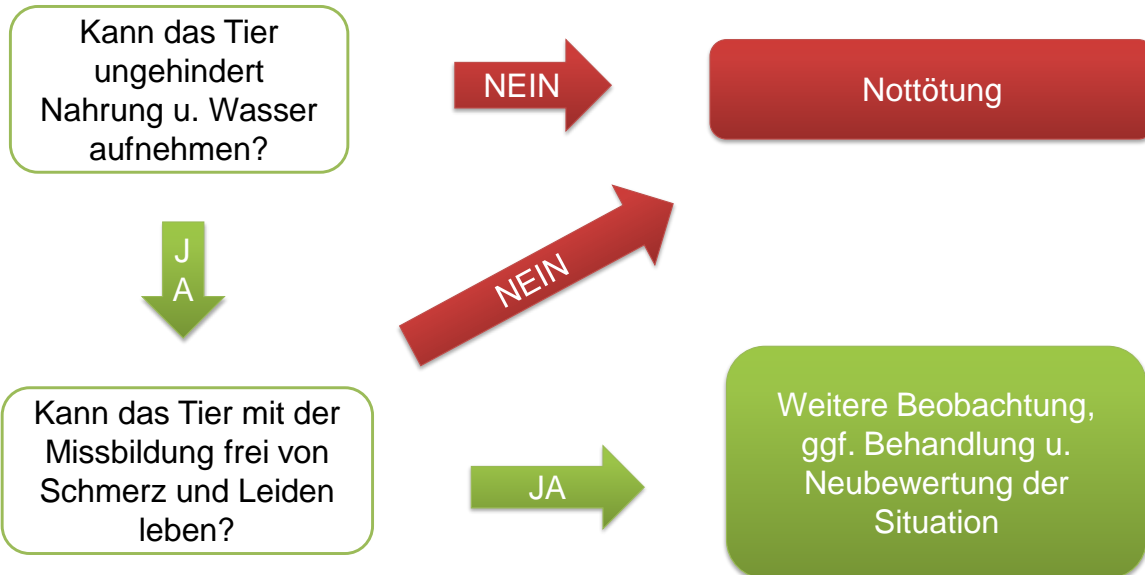 Kann das Tier
ungehindert
Nahrung u. Wasser
aufnehmen?
NEIN
Nottötung
J
A
NEIN
Kann das Tier mit der
Missbildung frei von
Schmerz und Leiden
leben?
JA
Weitere Beobachtung,
ggf. Behandlung u.
Neubewertung der
Situation